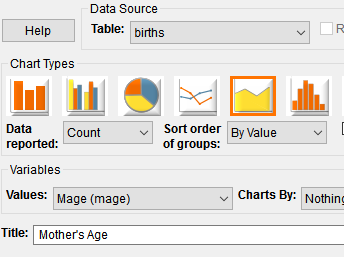 Data Source
Help
Table: births
Chart Types
Data reported: Count
Sort order of groups: By Value
Variables
Values: Mage (mage)
Charts By: Nothing
Title: Mother's Age